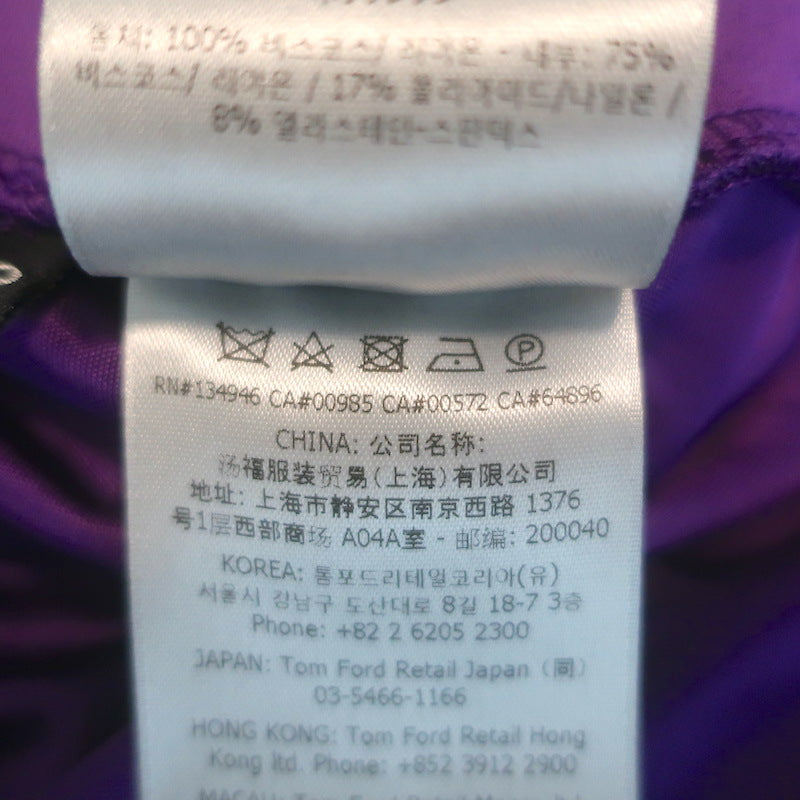 겉체: 100% 비스코스/ 레이온 - 내부: 75%
비스코스/ 레이온 / 17% 폴리아미드/나일론 /
8% 엘라스테인-스판덱스
RN#134946 CA#00985 CA#00572 CA#64896
CHINA: 公司名称:
汤福服装贸易(上海)有限公司
地址: 上海市静安区南京西路 1376
号1层西部商场 A04A室 - 邮编: 200040
KOREA: 톰포드리테일코리아(유)
서울시 강남구 도산대로 8길 18-7 3층
Phone: +82 2 6205 2300
JAPAN: Tom Ford Retail Japan (同)
03-5466-1166
HONG KONG: Tom Ford Retail Hong
Kong ltd. Phone: +852 3912 2900
MACAU: Tom Ford Retail